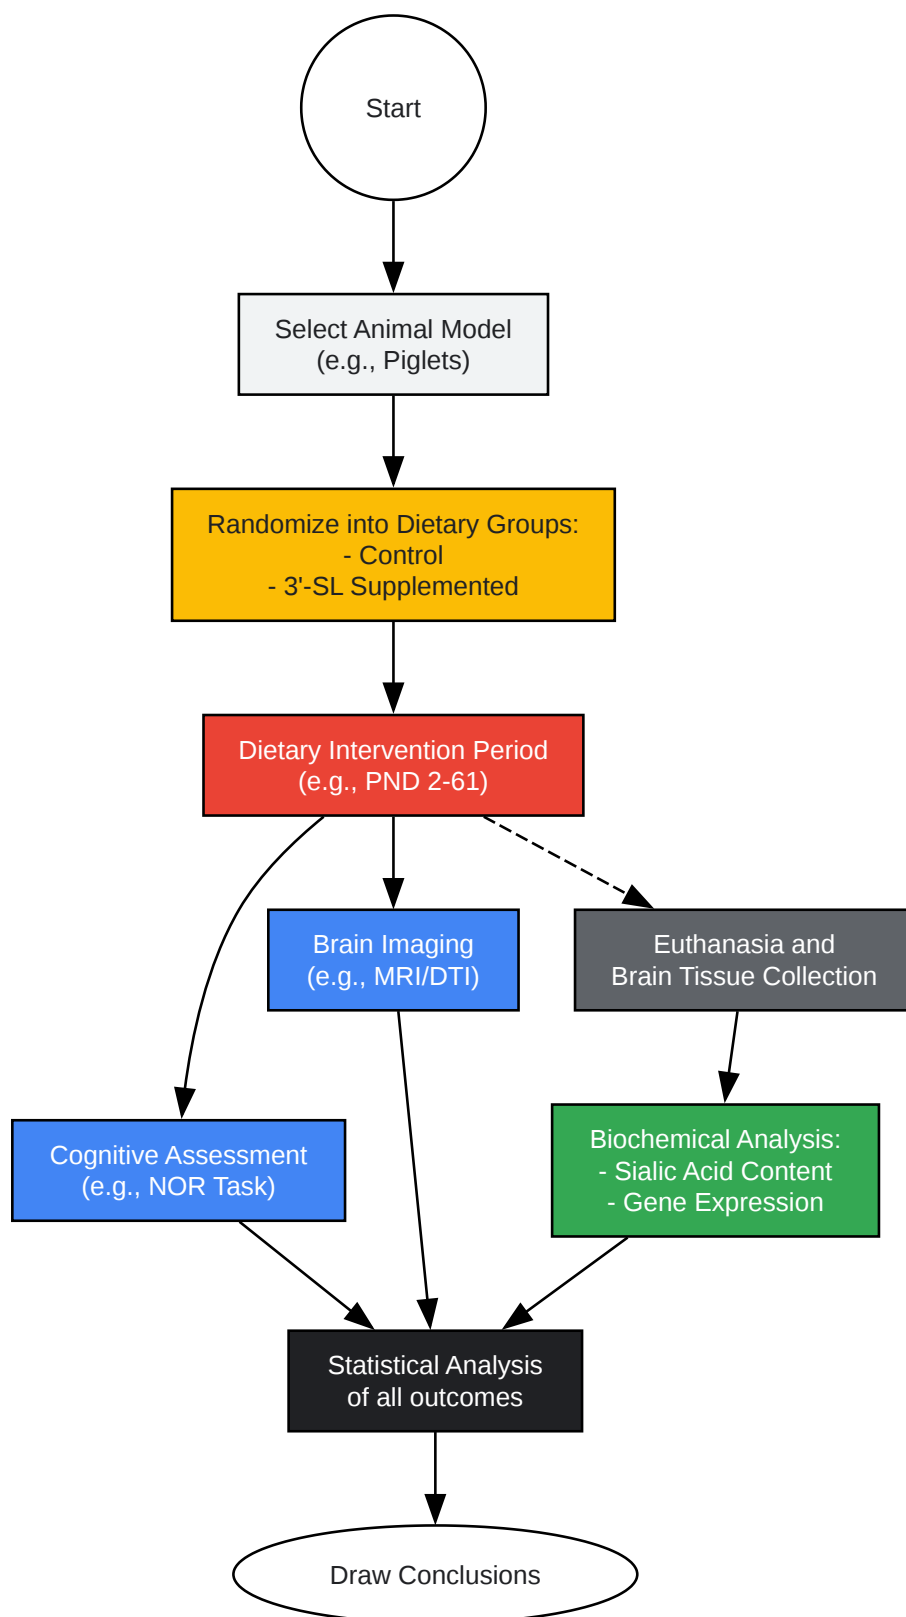 Start
Select Animal Model
(e.g., Piglets)
Randomize into Dietary Groups:
- Control
- 3'-SL Supplemented
Dietary Intervention Period
(e.g., PND 2-61)
Brain Imaging
(e.g., MRI/DTI)
Euthanasia and
Brain Tissue Collection
Cognitive Assessment
(e.g., NOR Task)
Biochemical Analysis:
- Sialic Acid Content
- Gene Expression
Statistical Analysis
of all outcomes
Draw Conclusions